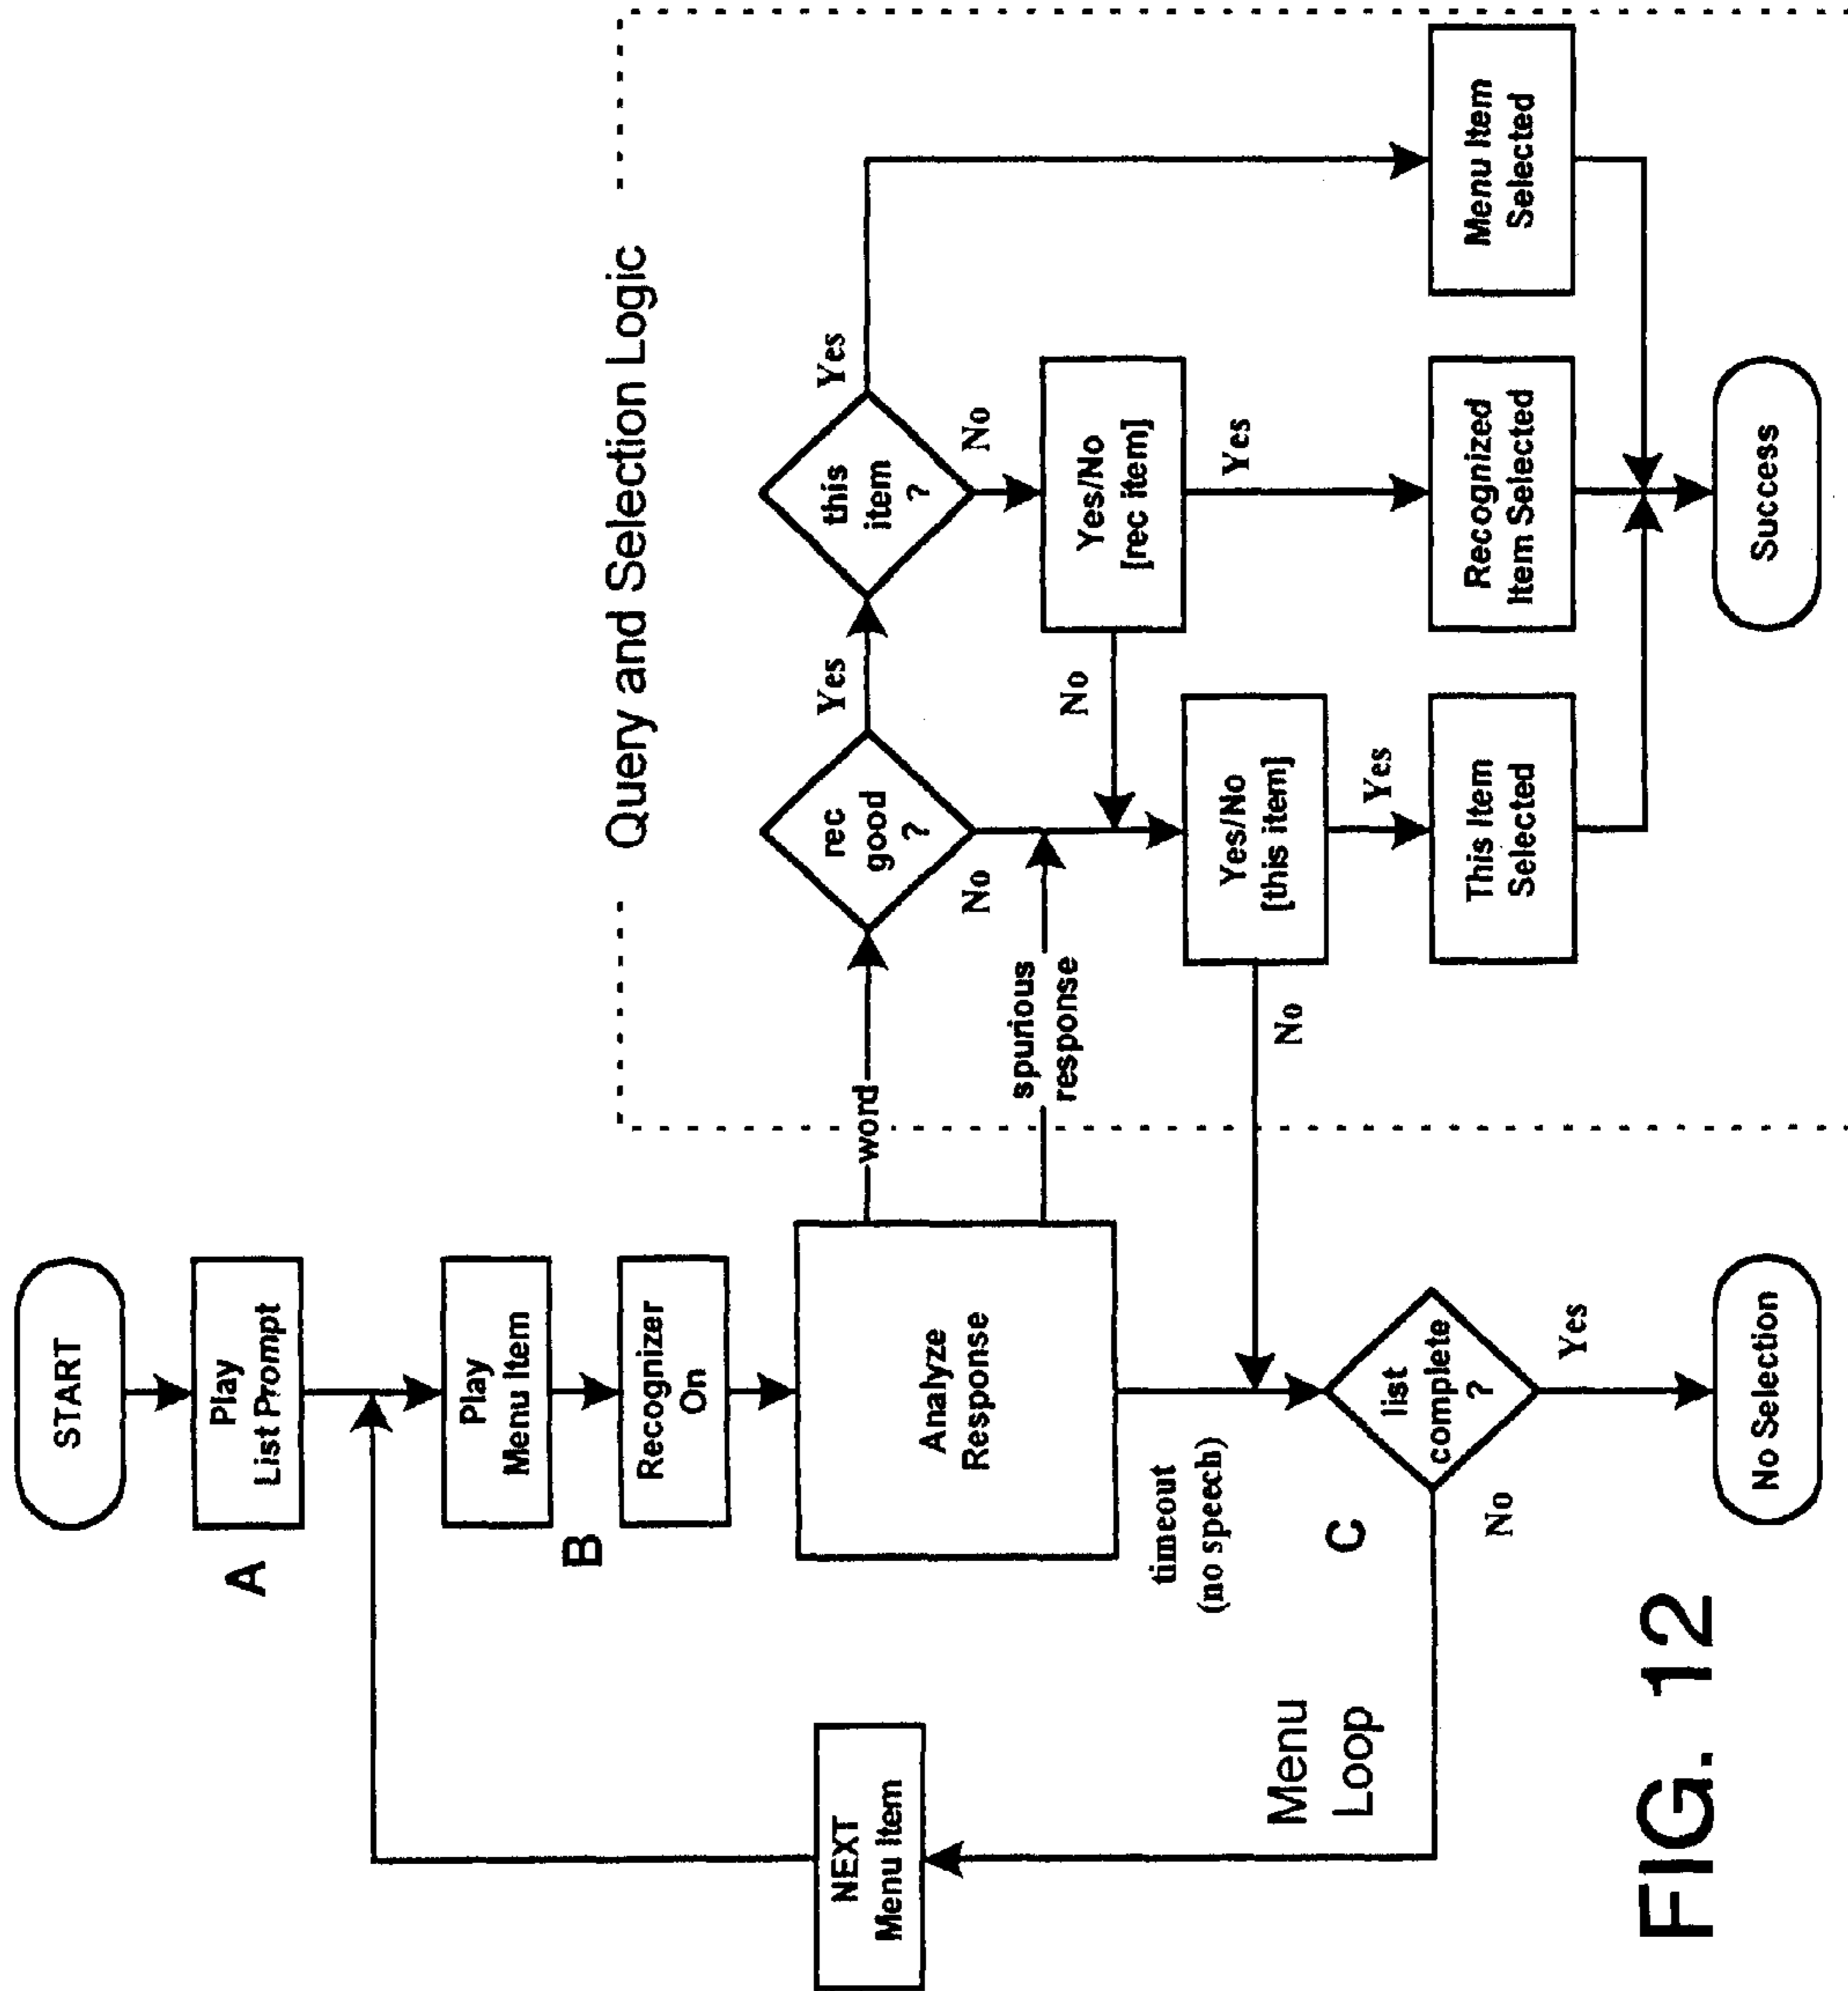 START
A
Play
List Prompt
Play
Menu Item
B
Recognizer
On
Analyze
Response
timeout
(no speech)
C
list
complete
?
No
Yes
No Selection
NEXT
Menu Item
Menu
Loop
Query and Selection Logic
word
spurious
response
rec
good
?
Yes
No
this
item
?
Yes
No
Yes/No
[rec item]
No
Yes
Yes/No
[this item]
No
Yes
This Item
Selected
Recognized
Item Selected
Menu Item
Selected
Success
FIG. 12